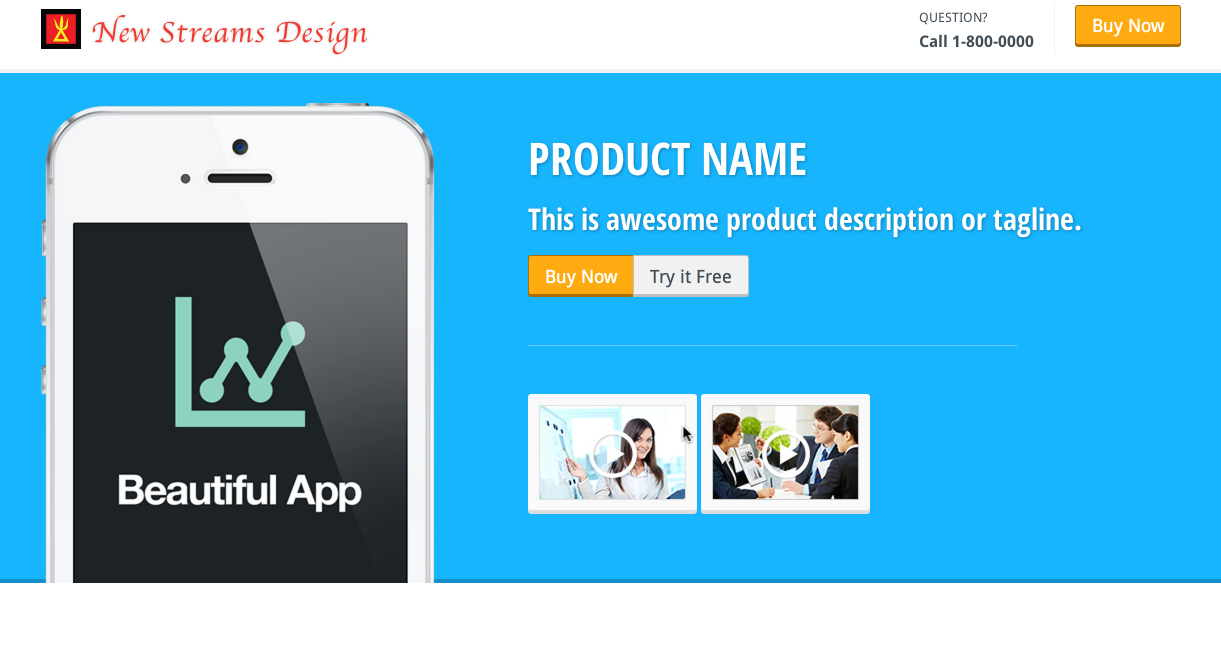 New Streams Design
QUESTION?
Call 1-800-0000
Buy Now
PRODUCT NAME
This is awesome product description or tagline.
Buy Now
Try it Free
Beautiful App